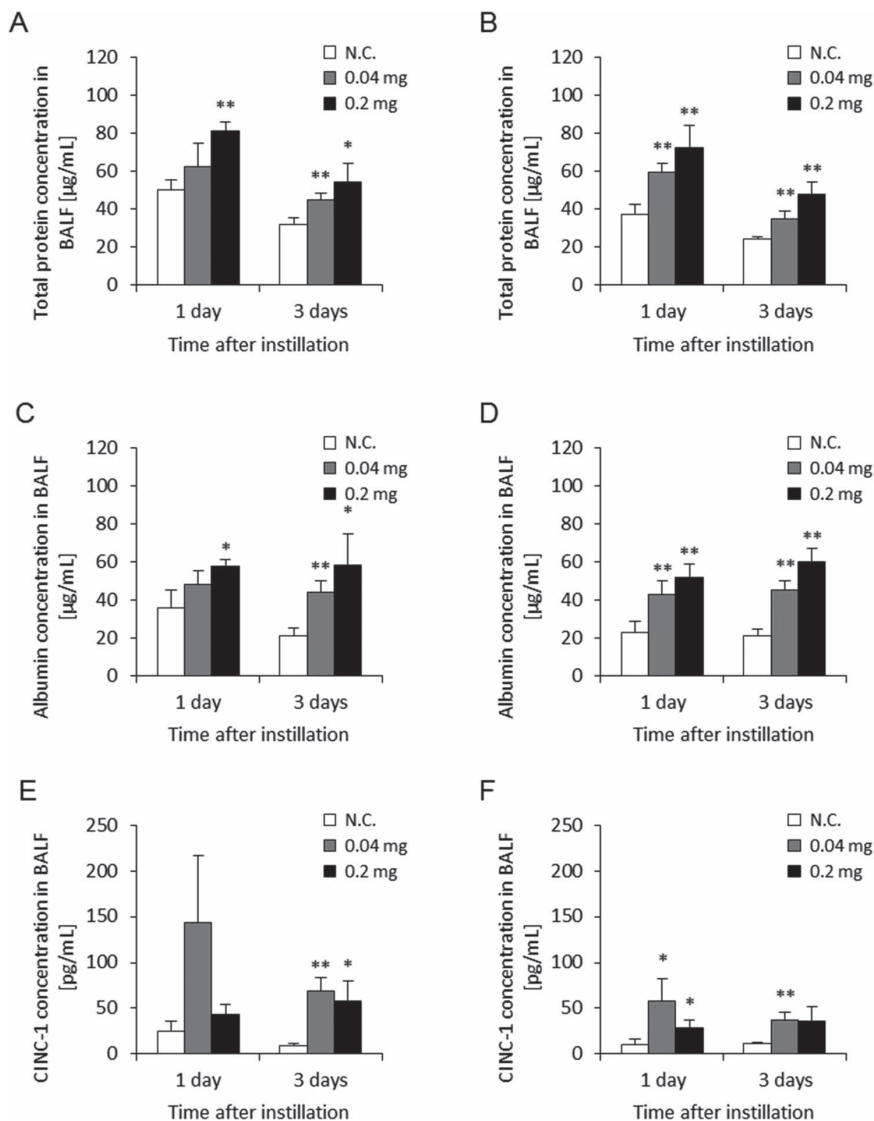 A
Total protein concentration in
BALF [µg/mL]
120
100
80
60
40
20
0
N.C.
0.04 mg
0.2 mg
**
**
*
1 day
3 days
Time after instillation
B
Total protein concentration in
BALF [µg/mL]
120
100
80
60
40
20
0
N.C.
0.04 mg
0.2 mg
**
**
**
**
1 day
3 days
Time after instillation
C
Albumin concentration in BALF
[µg/mL]
120
100
80
60
40
20
0
N.C.
0.04 mg
0.2 mg
*
**
*
1 day
3 days
Time after instillation
D
Albumin concentration in BALF
[µg/mL]
120
100
80
60
40
20
0
N.C.
0.04 mg
0.2 mg
**
**
**
**
1 day
3 days
Time after instillation
E
CINC-1 concentration in BALF
[pg/mL]
250
200
150
100
50
0
N.C.
0.04 mg
0.2 mg
**
*
1 day
3 days
Time after instillation
F
CINC-1 concentration in BALF
[pg/mL]
250
200
150
100
50
0
N.C.
0.04 mg
0.2 mg
*
*
**
1 day
3 days
Time after instillation